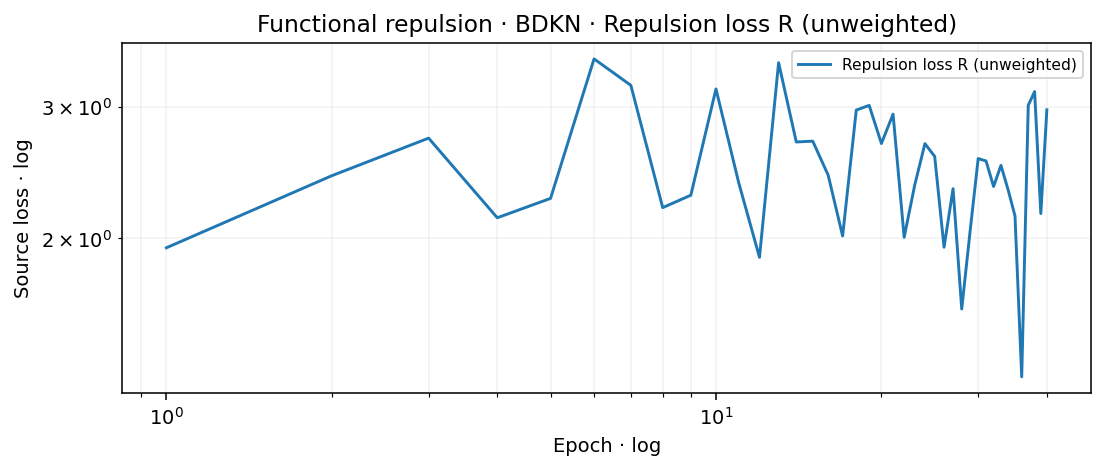 Functional repulsion · BDKN · Repulsion loss R (unweighted)
Repulsion loss R (unweighted)
3 × 10⁰
2 × 10⁰
Source loss · log
10⁰
10¹
Epoch · log